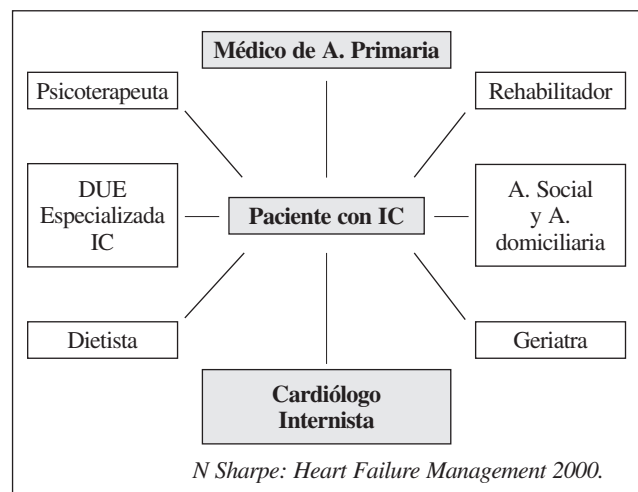 Médico de A. Primaria
Psicoterapeuta
Rehabilitador
DUE
Especializada
IC
Paciente con IC
A. Social
y A.
domiciliaria
Dietista
Geriatra
Cardiólogo
Internista
N Sharpe: Heart Failure Management 2000.